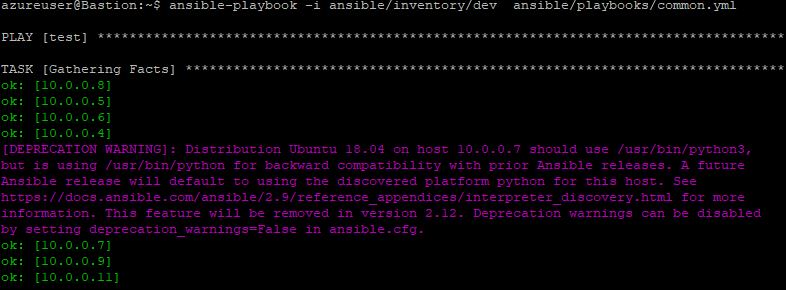 azureuser@Bastion:~$ ansible-playbook -i ansible/inventory/dev  ansible/playbooks/common.yml
PLAY [test] *************************************************************************************
TASK [Gathering Facts] **************************************************************************
ok: [10.0.0.8]
ok: [10.0.0.5]
ok: [10.0.0.6]
ok: [10.0.0.4]
[DEPRECATION WARNING]: Distribution Ubuntu 18.04 on host 10.0.0.7 should use /usr/bin/python3,
but is using /usr/bin/python for backward compatibility with prior Ansible releases. A future
Ansible release will default to using the discovered platform python for this host. See
https://docs.ansible.com/ansible/2.9/reference_appendices/interpreter_discovery.html for more
information. This feature will be removed in version 2.12. Deprecation warnings can be disabled
by setting deprecation_warnings=False in ansible.cfg.
ok: [10.0.0.7]
ok: [10.0.0.9]
ok: [10.0.0.11]